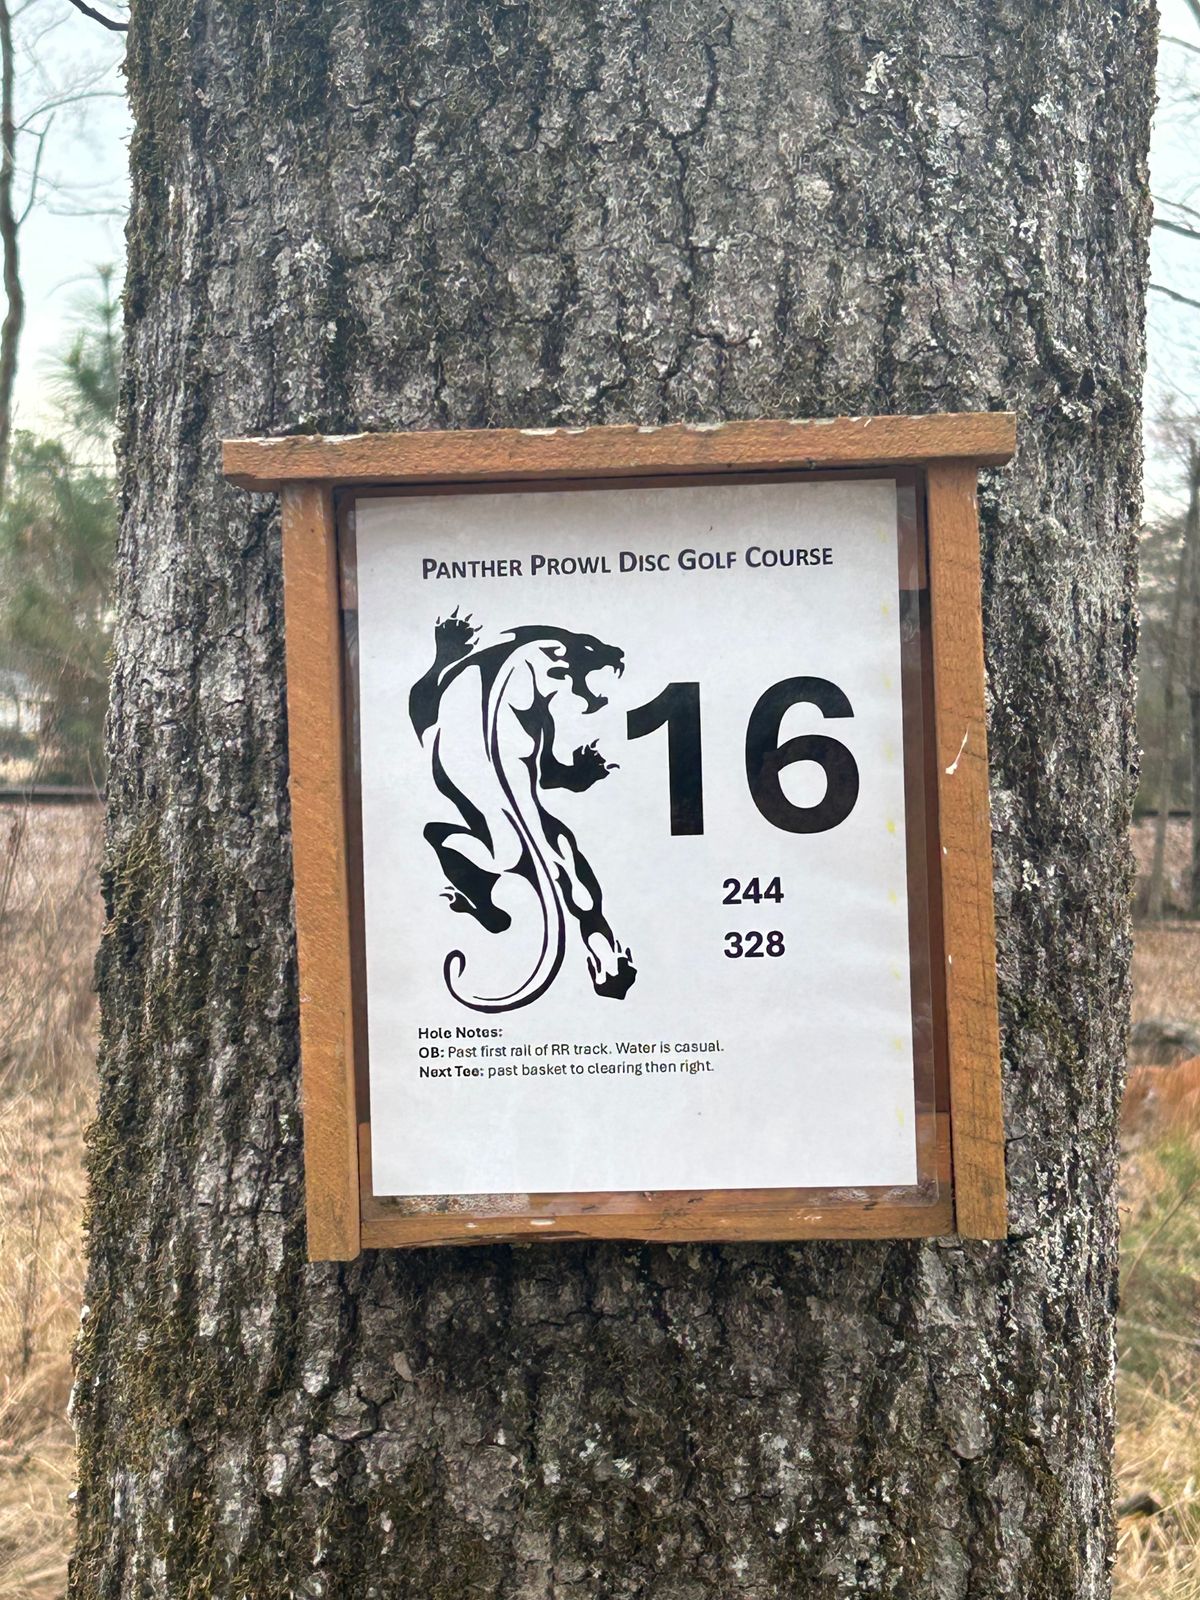 PANTHER PROWL DISC GOLF COURSE
16
244
328
Hole Notes:
OB: Past first rail of RR track. Water is casual.
Next Tee: past basket to clearing then right.